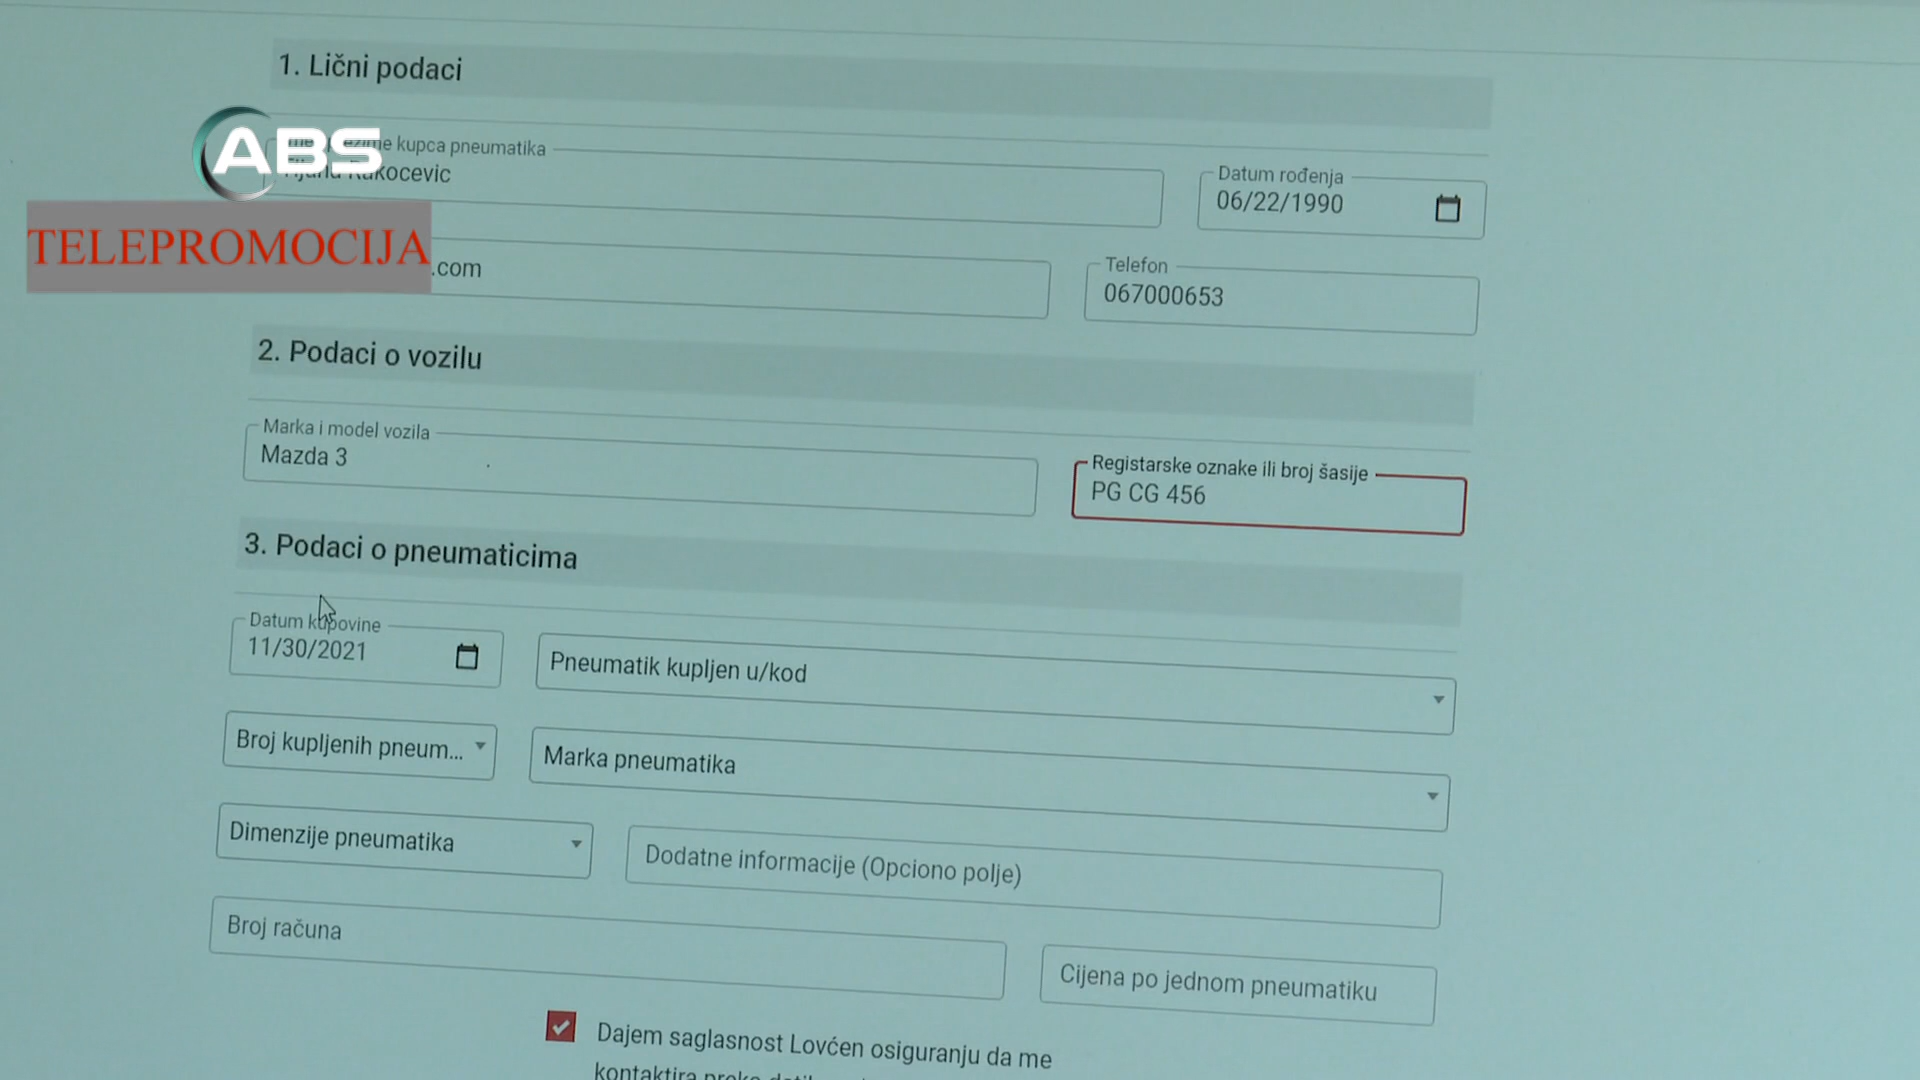 1. Lični podaci
ABS
kupca pneumatika
Datum rođenja
06/22/1990
TELEPROMOCIJA
.com
Telefon
067000653
2. Podaci o vozilu
Marka i model vozila
Mazda 3
Registarske oznake ili broj šasije
PG CG 456
3. Podaci o pneumaticima
Datum kupovine
11/30/2021
Pneumatik kupljen u/kod
Broj kupljenih pneum...
Marka pneumatika
Dimenzije pneumatika
Dodatne informacije (Opciono polje)
Broj računa
Cijena po jednom pneumatiku
Dajem saglasnost Lovćen osiguranju da me
kontaktira preko